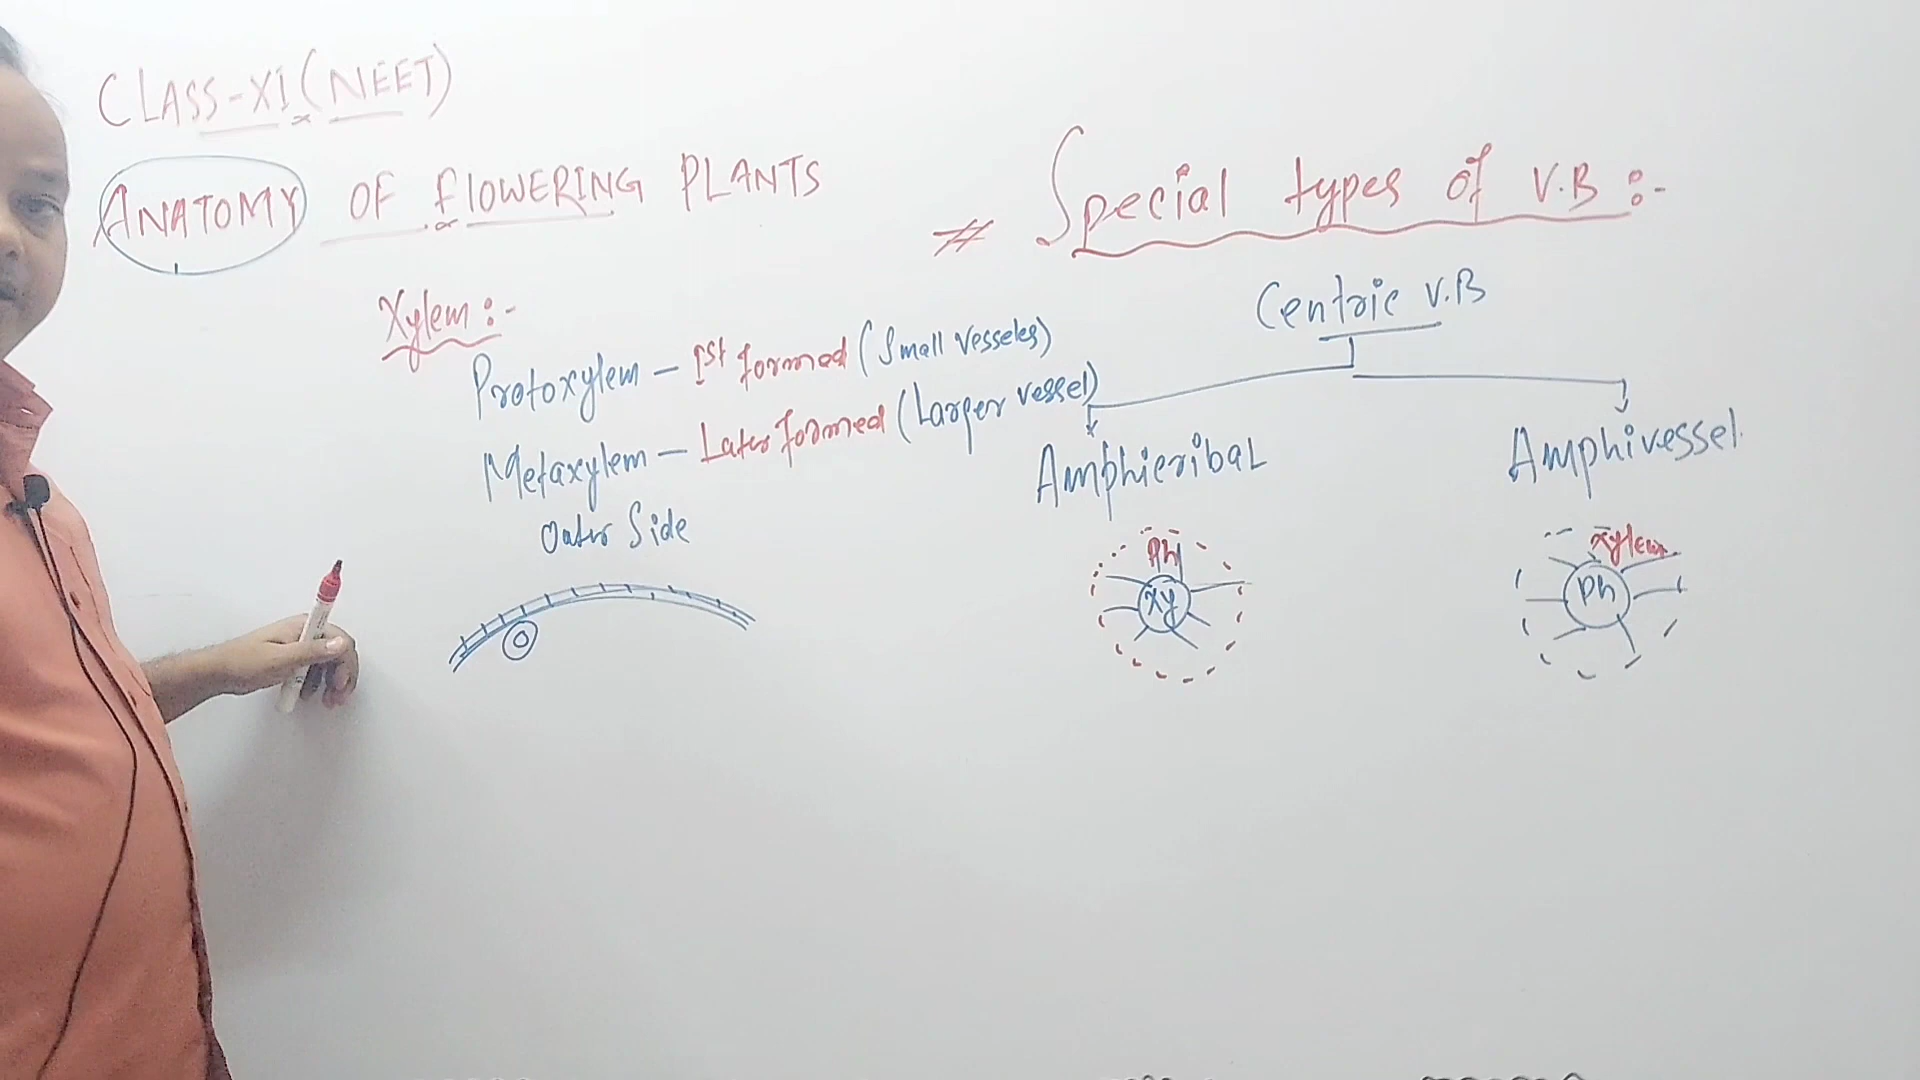 CLASS-XI (NEET)
ANATOMY OF FLOWERING PLANTS
Xylem:-
Protoxylem – Ist formed (Small Vesseles)
Metaxylem – Later formed (Larger vessel)
Outer Side
# Special types of V.B :-
Centric V.B
Amphicribal
Amphivessel
Ph
Xy
Xylem
Ph